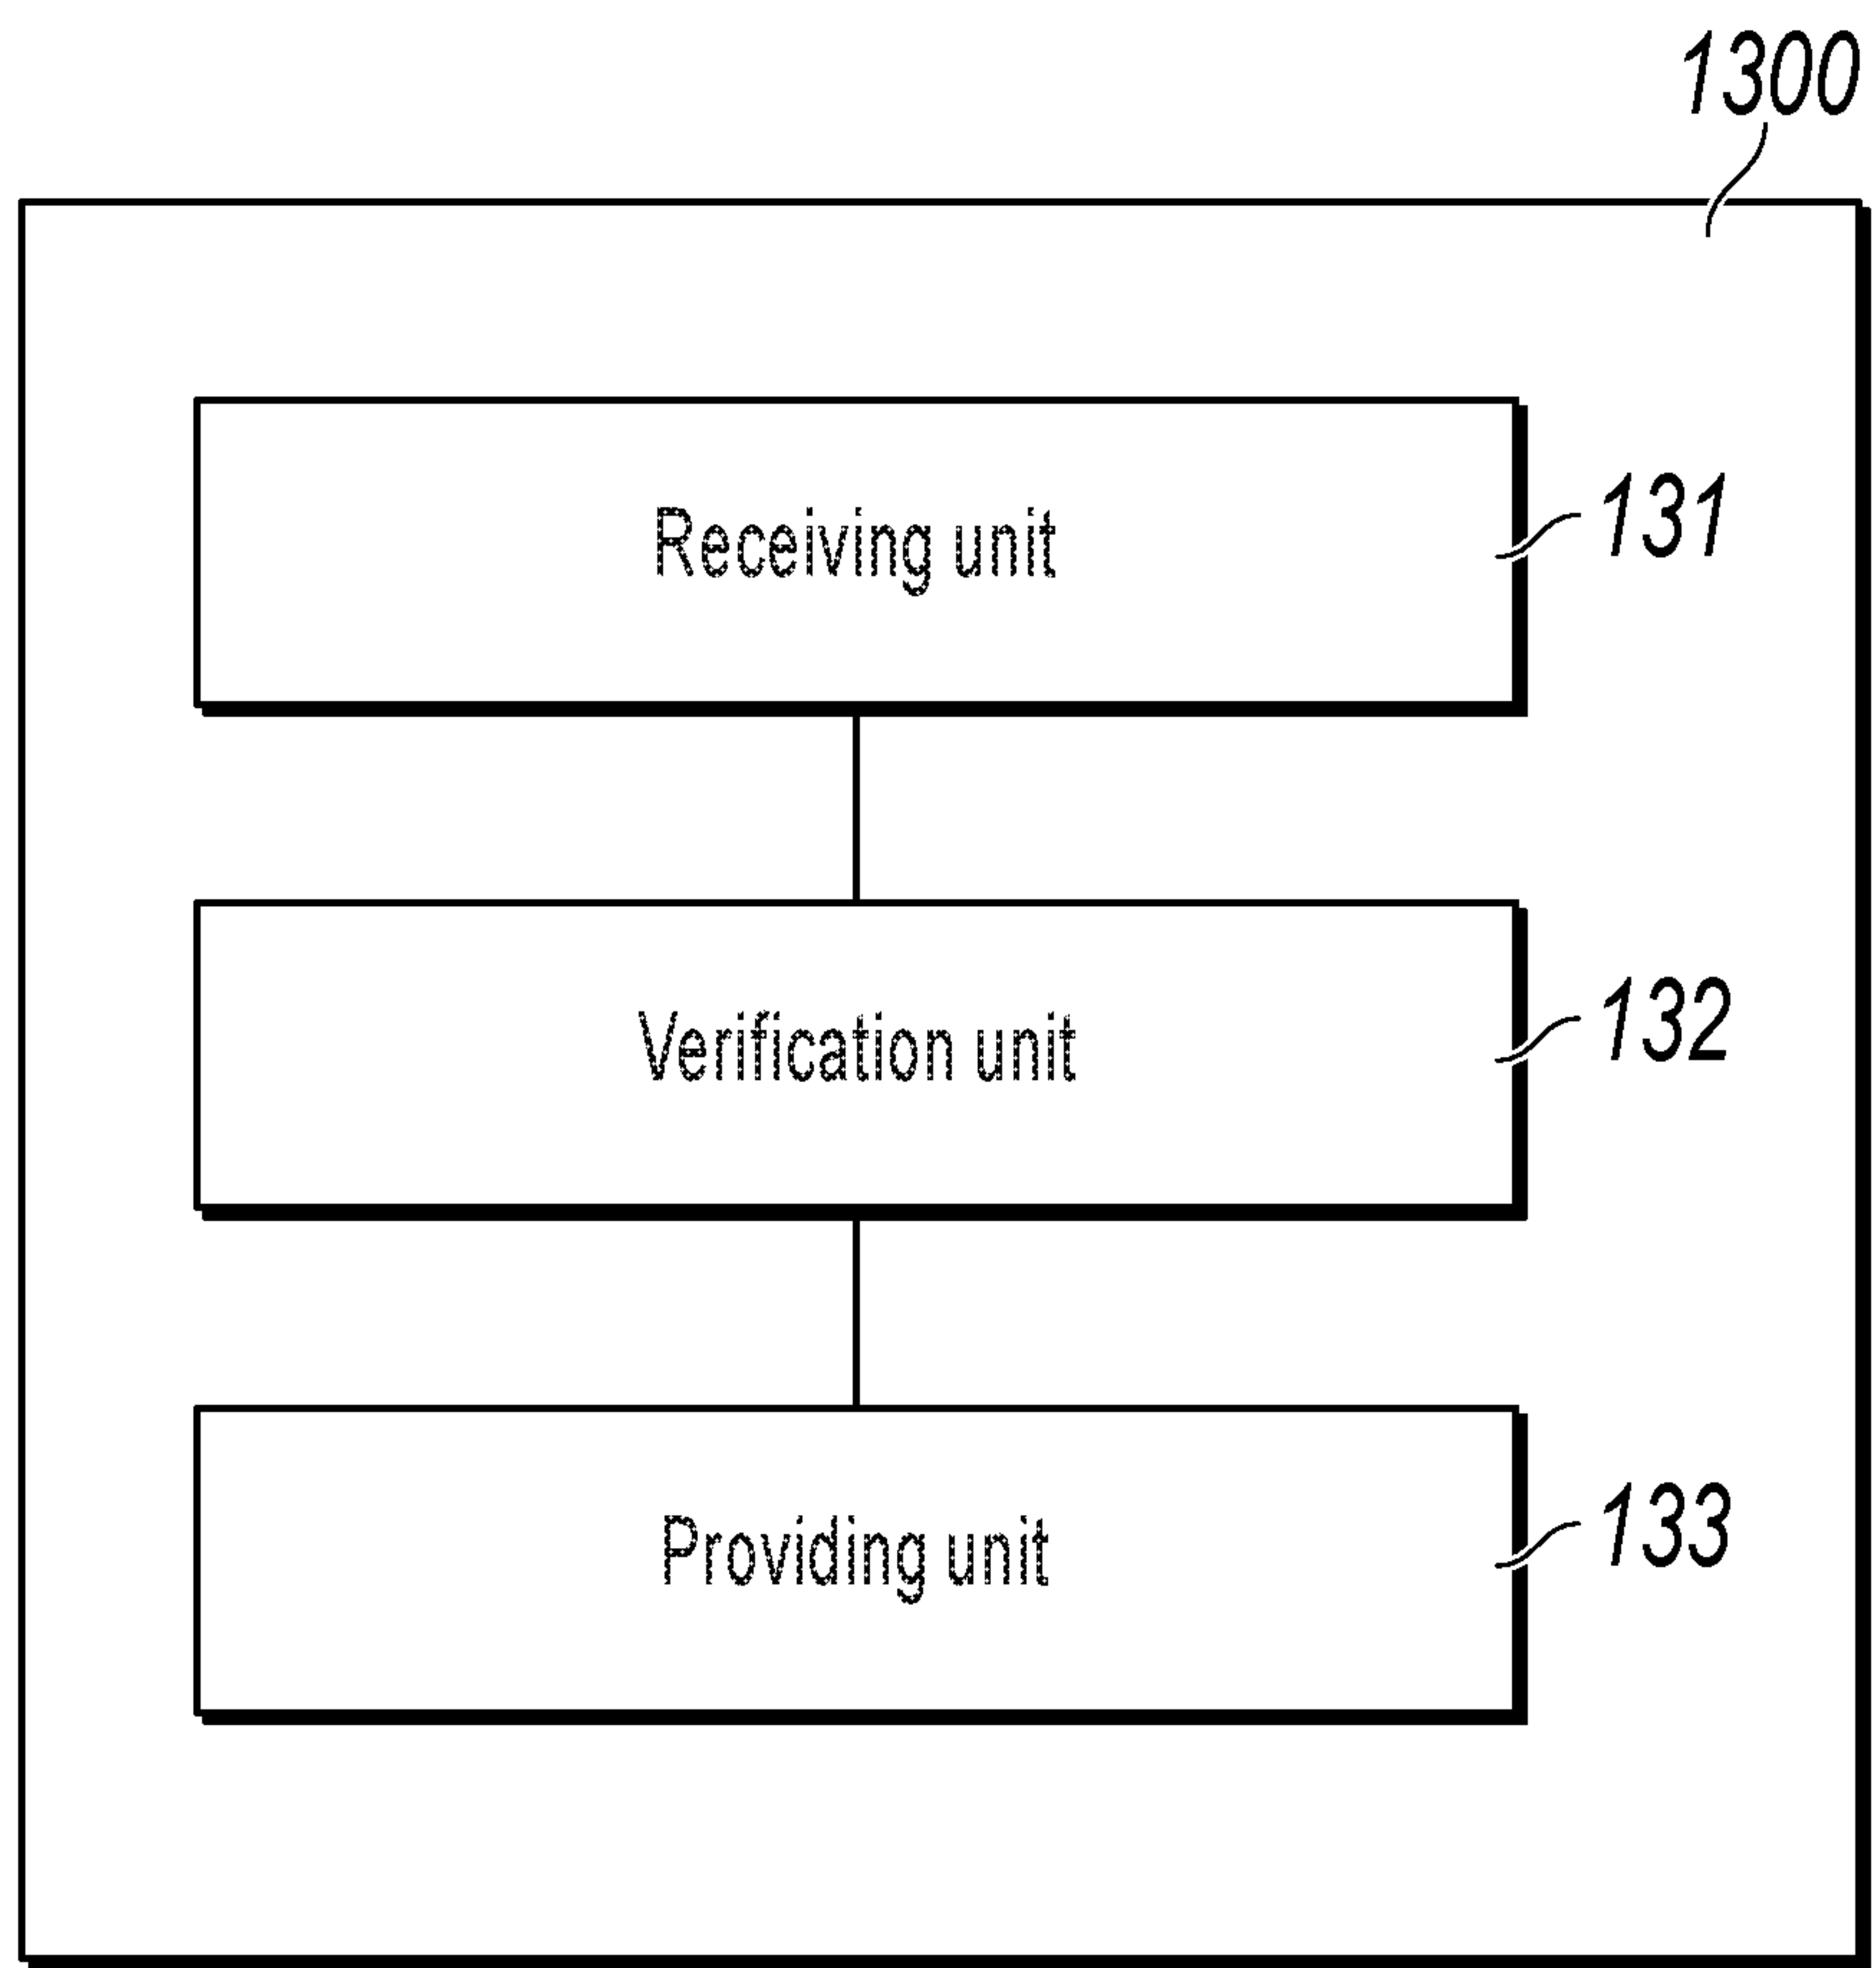 1300
Receiving unit
131
Verification unit
132
Providing unit
133